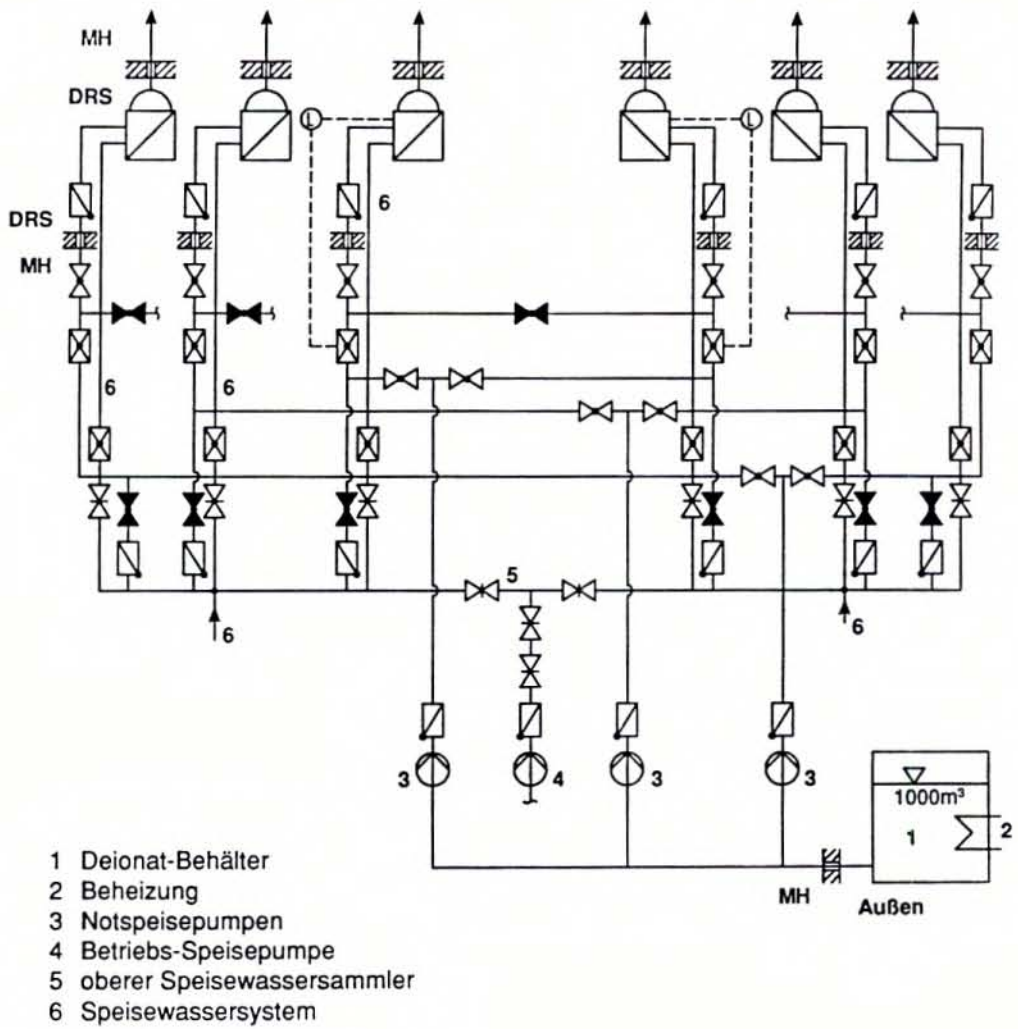 MH
DRS
L
L
6
DRS
MH
6
6
5
6
6
3
4
3
3
1000m³
1
2
MH
Außen
1 Deionat-Behälter
2 Beheizung
3 Notspeisepumpen
4 Betriebs-Speisepumpe
5 oberer Speisewassersammler
6 Speisewassersystem